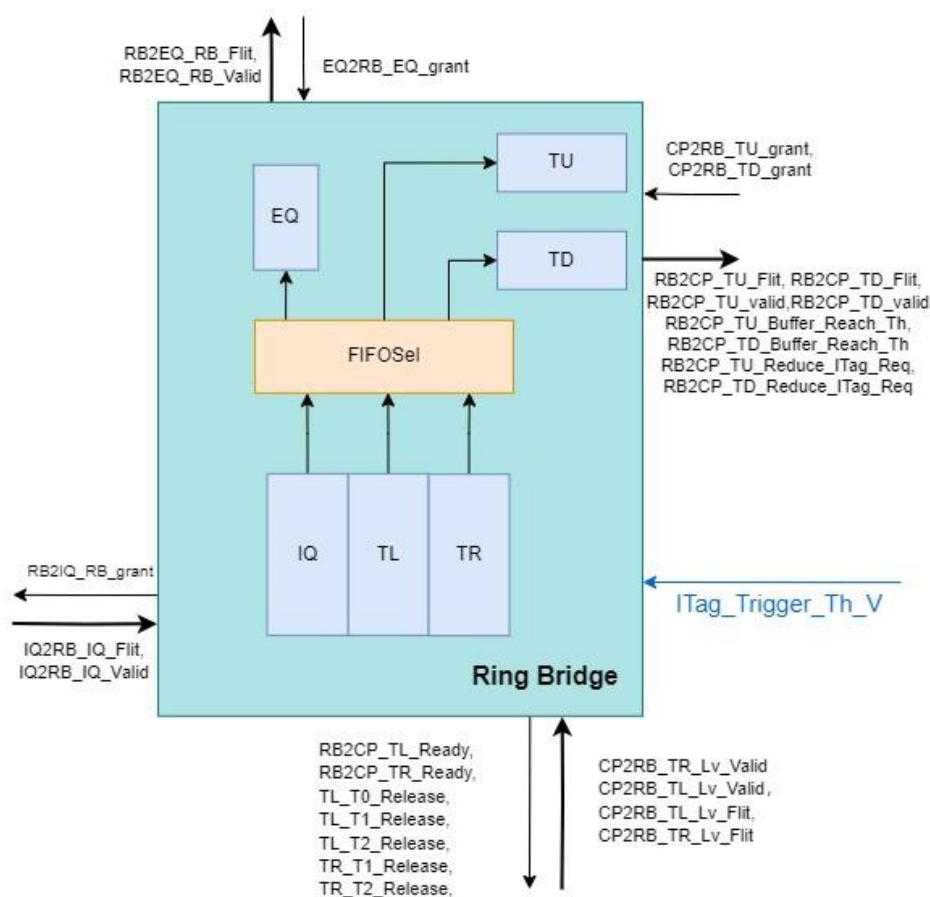 RB2EQ_RB_Flit,
RB2EQ_RB_Valid
EQ2RB_EQ_grant
TU
CP2RB_TU_grant,
CP2RB_TD_grant
EQ
TD
RB2CP_TU_Flit, RB2CP_TD_Flit,
RB2CP_TU_valid,RB2CP_TD_valid
RB2CP_TU_Buffer_Reach_Th,
RB2CP_TD_Buffer_Reach_Th
RB2CP_TU_Reduce_ITag_Req,
RB2CP_TD_Reduce_ITag_Req
FIFOSel
IQ
TL
TR
RB2IQ_RB_grant
IQ2RB_IQ_Flit,
IQ2RB_IQ_Valid
ITag_Trigger_Th_V
Ring Bridge
RB2CP_TL_Ready,
RB2CP_TR_Ready,
TL_T0_Release,
TL_T1_Release,
TL_T2_Release,
TR_T1_Release,
TR_T2_Release,
CP2RB_TR_Lv_Valid
CP2RB_TL_Lv_Valid,
CP2RB_TL_Lv_Flit,
CP2RB_TR_Lv_Flit